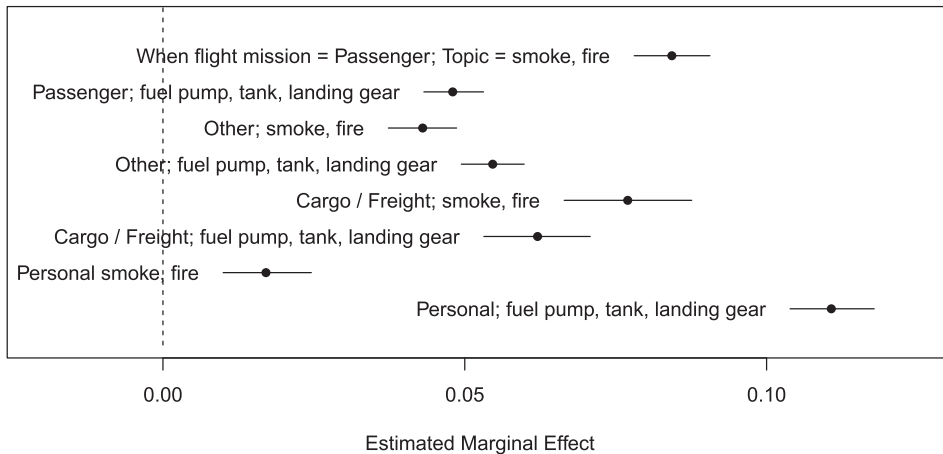 When flight mission = Passenger; Topic = smoke, fire
Passenger; fuel pump, tank, landing gear
Other; smoke, fire
Other; fuel pump, tank, landing gear
Cargo / Freight; smoke, fire
Cargo / Freight; fuel pump, tank, landing gear
Personal smoke, fire
Personal; fuel pump, tank, landing gear
0.00 0.05 0.10
Estimated Marginal Effect